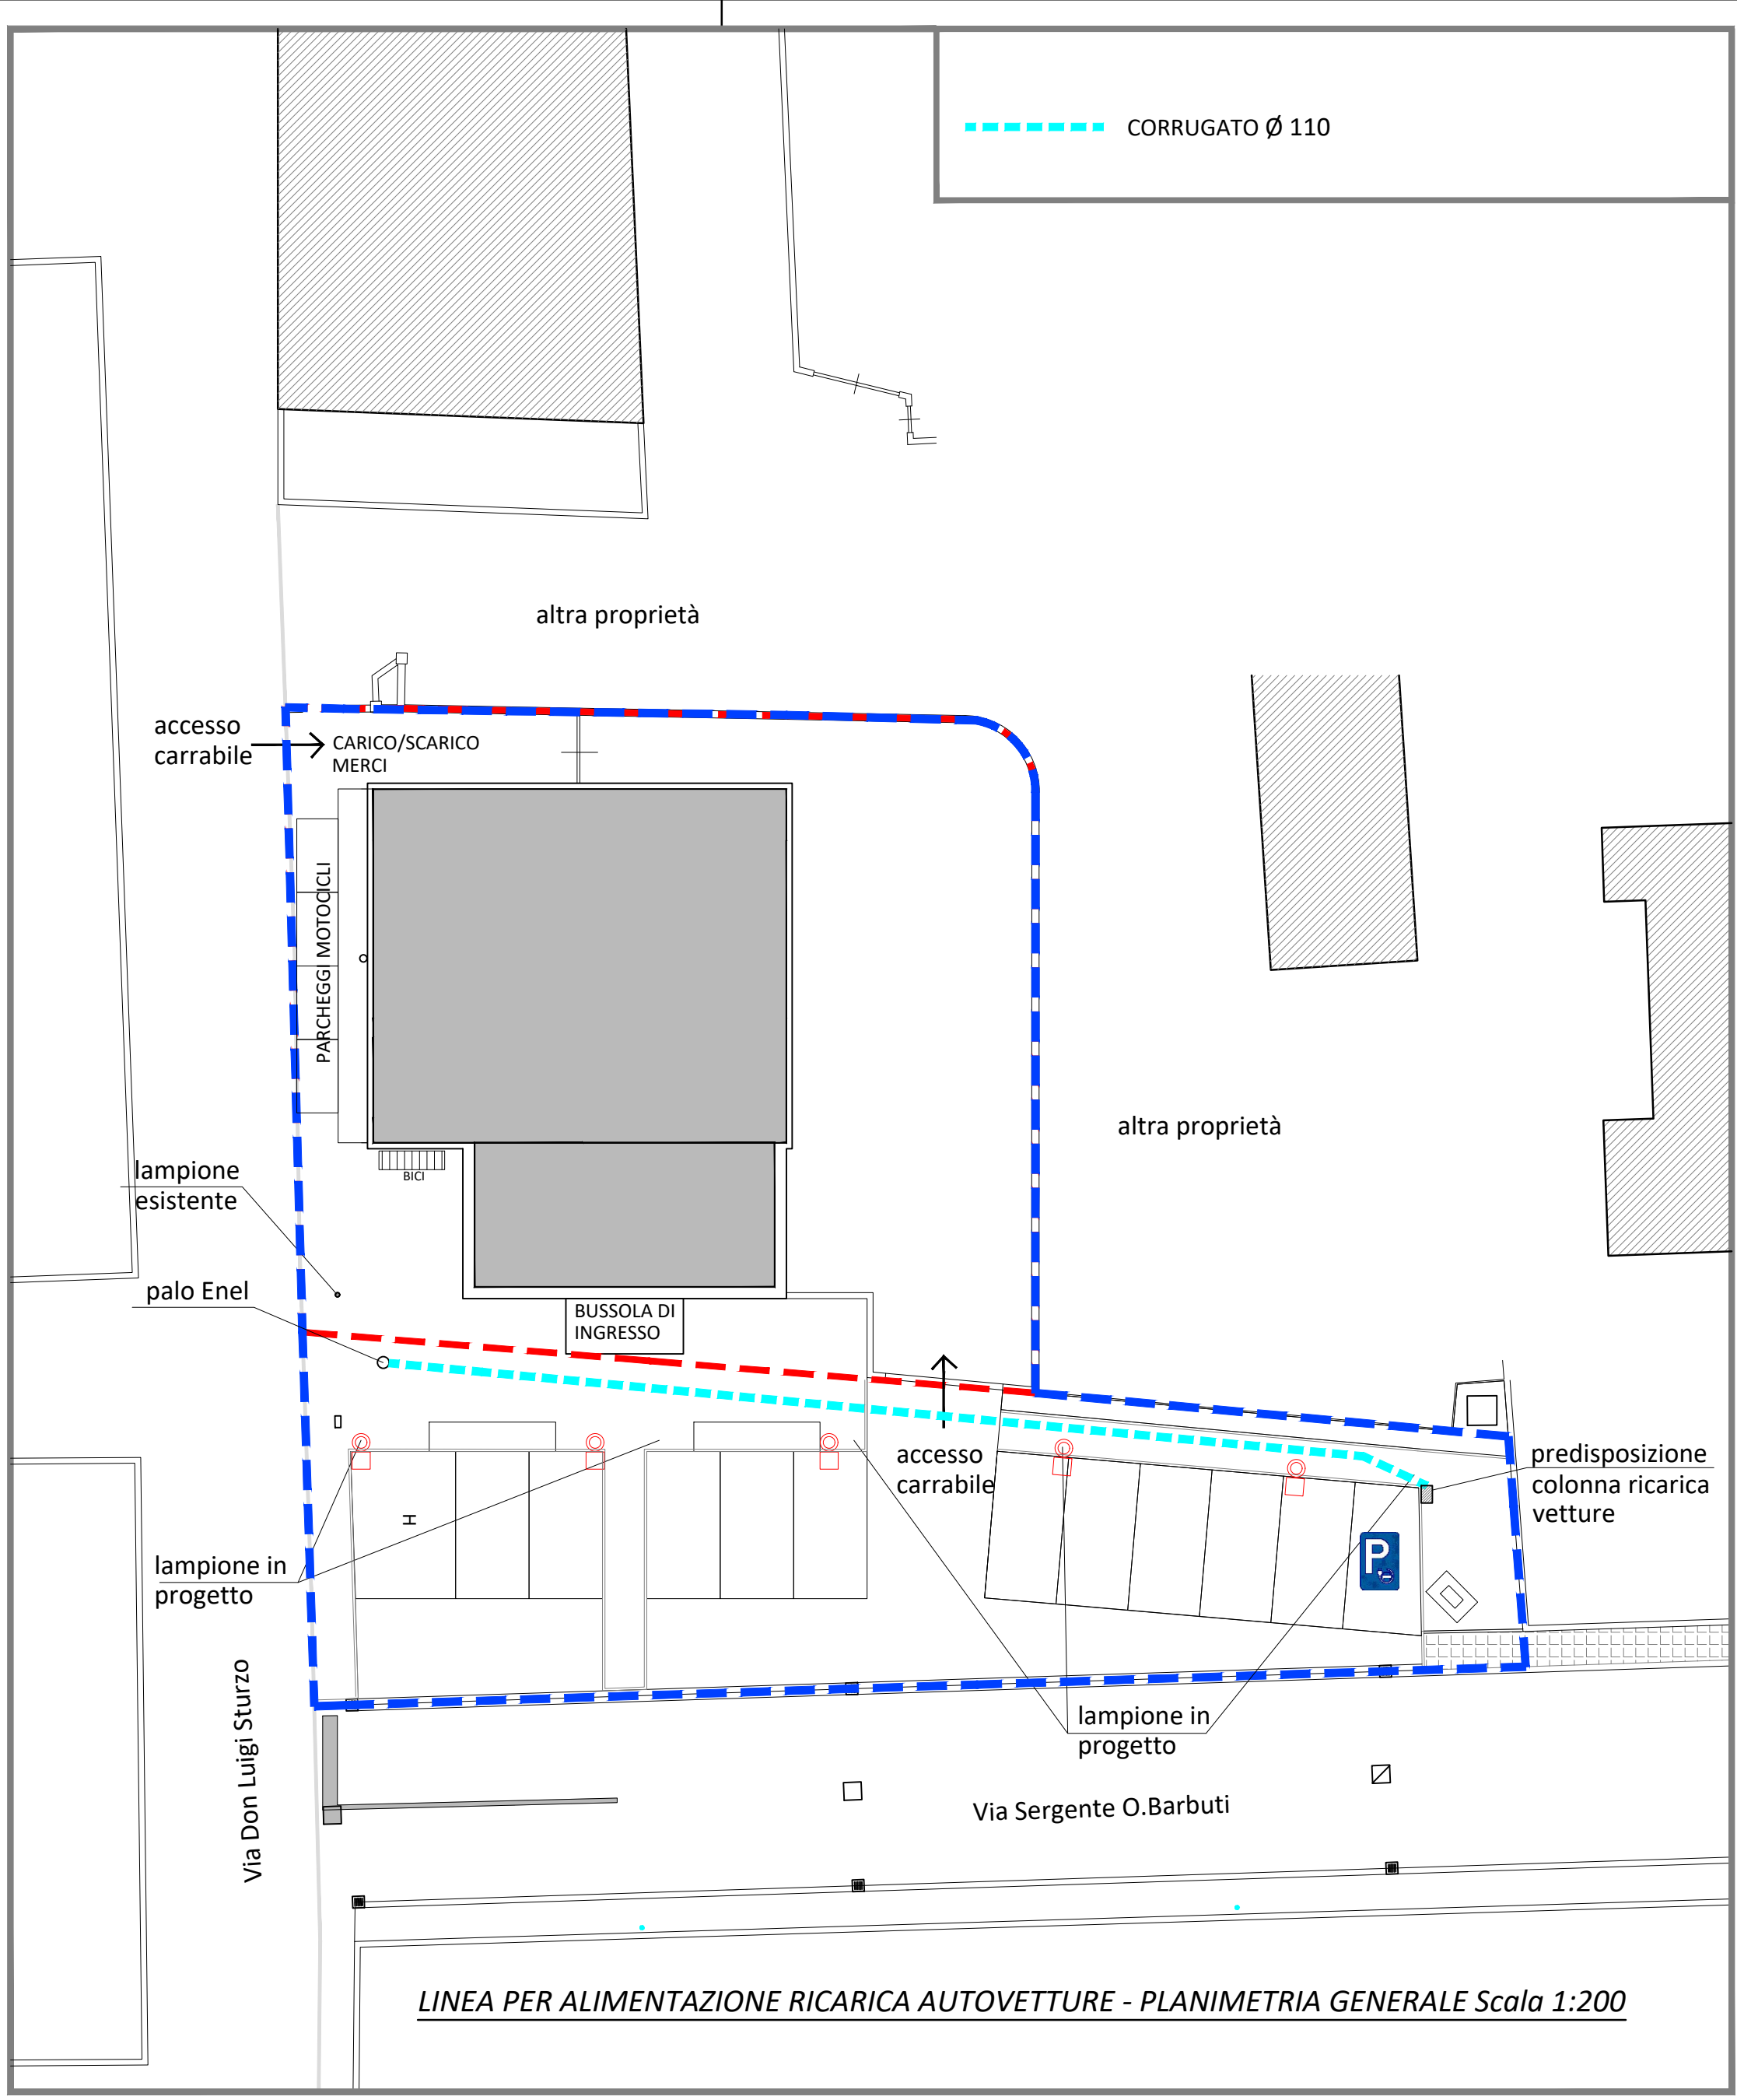 CORRUGATO Ø 110
altra proprietà
accesso
carrabile
CARICO/SCARICO
MERCI
PARCHEGGI MOTOCICLI
altra proprietà
lampione
esistente
BICI
palo Enel
BUSSOLA DI
INGRESSO
accesso
carrabile
predisposizione
colonna ricarica
vetture
H
P
lampione in
progetto
lampione in
progetto
Via Don Luigi Sturzo
Via Sergente O.Barbuti
LINEA PER ALIMENTAZIONE RICARICA AUTOVETTURE - PLANIMETRIA GENERALE Scala 1:200